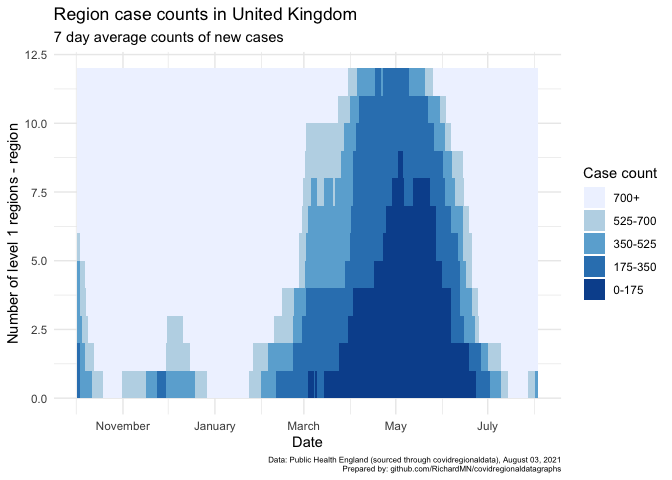 Region case counts in United Kingdom
7 day average counts of new cases
12.5
10.0
7.5
5.0
2.5
0.0
Number of level 1 regions - region
November January March May July
Date
Case count
700+
525-700
350-525
175-350
0-175
Data: Public Health England (sourced through covidregionaldata), August 03, 2021
Prepared by: github.com/RichardMN/covidregionaldatagraphs